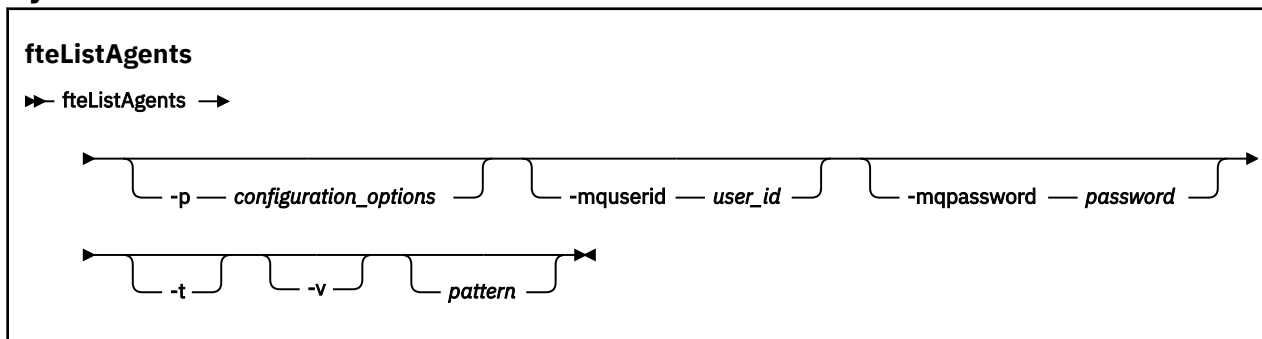 fteListAgents
fteListAgents
-p configuration_options -mquserid user_id -mqpassword password
-t -v pattern